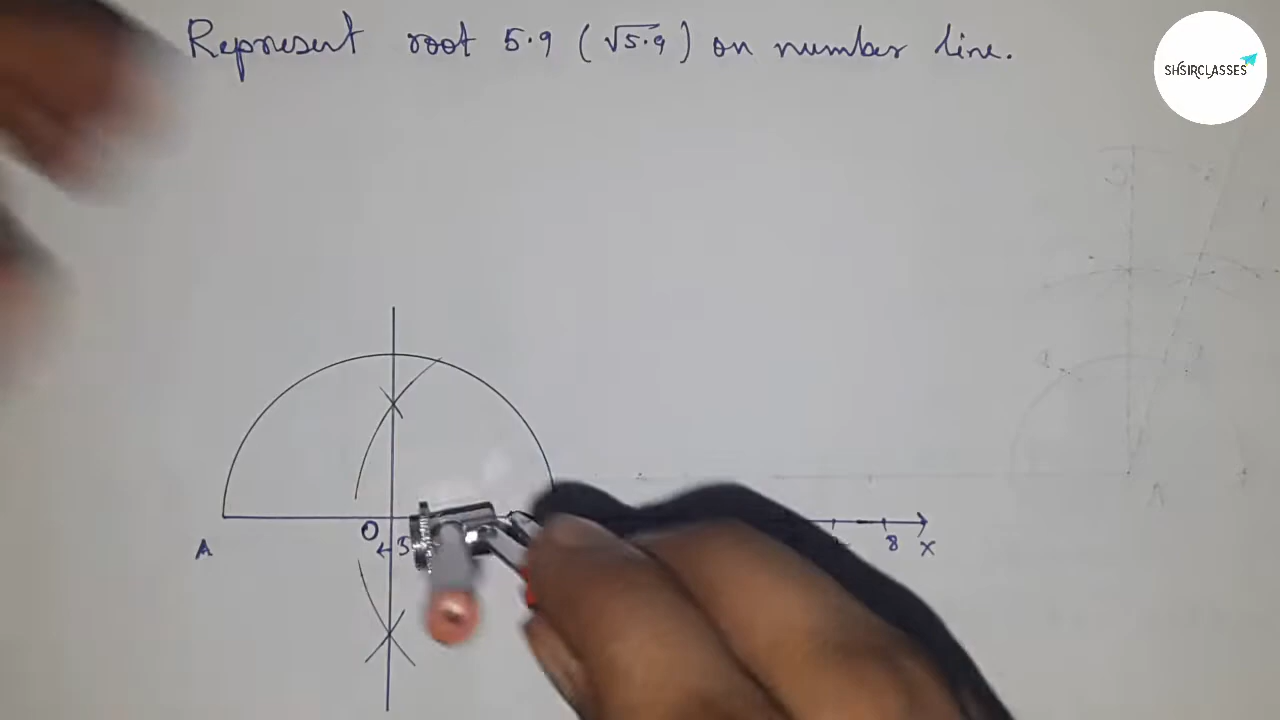 Represent root 5.9 (√5.9) on number line.
SHSIRCLASSES
O
8
A
X